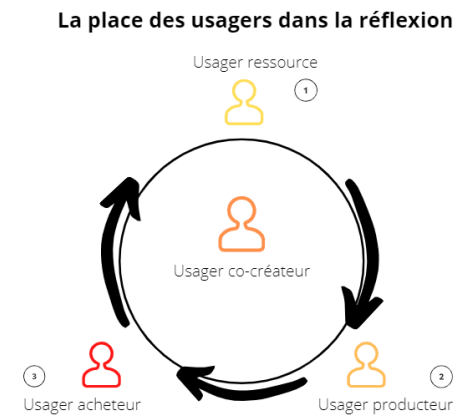 La place des usagers dans la réflexion
Usager ressource
1
Usager co-créateur
3
2
Usager acheteur
Usager producteur